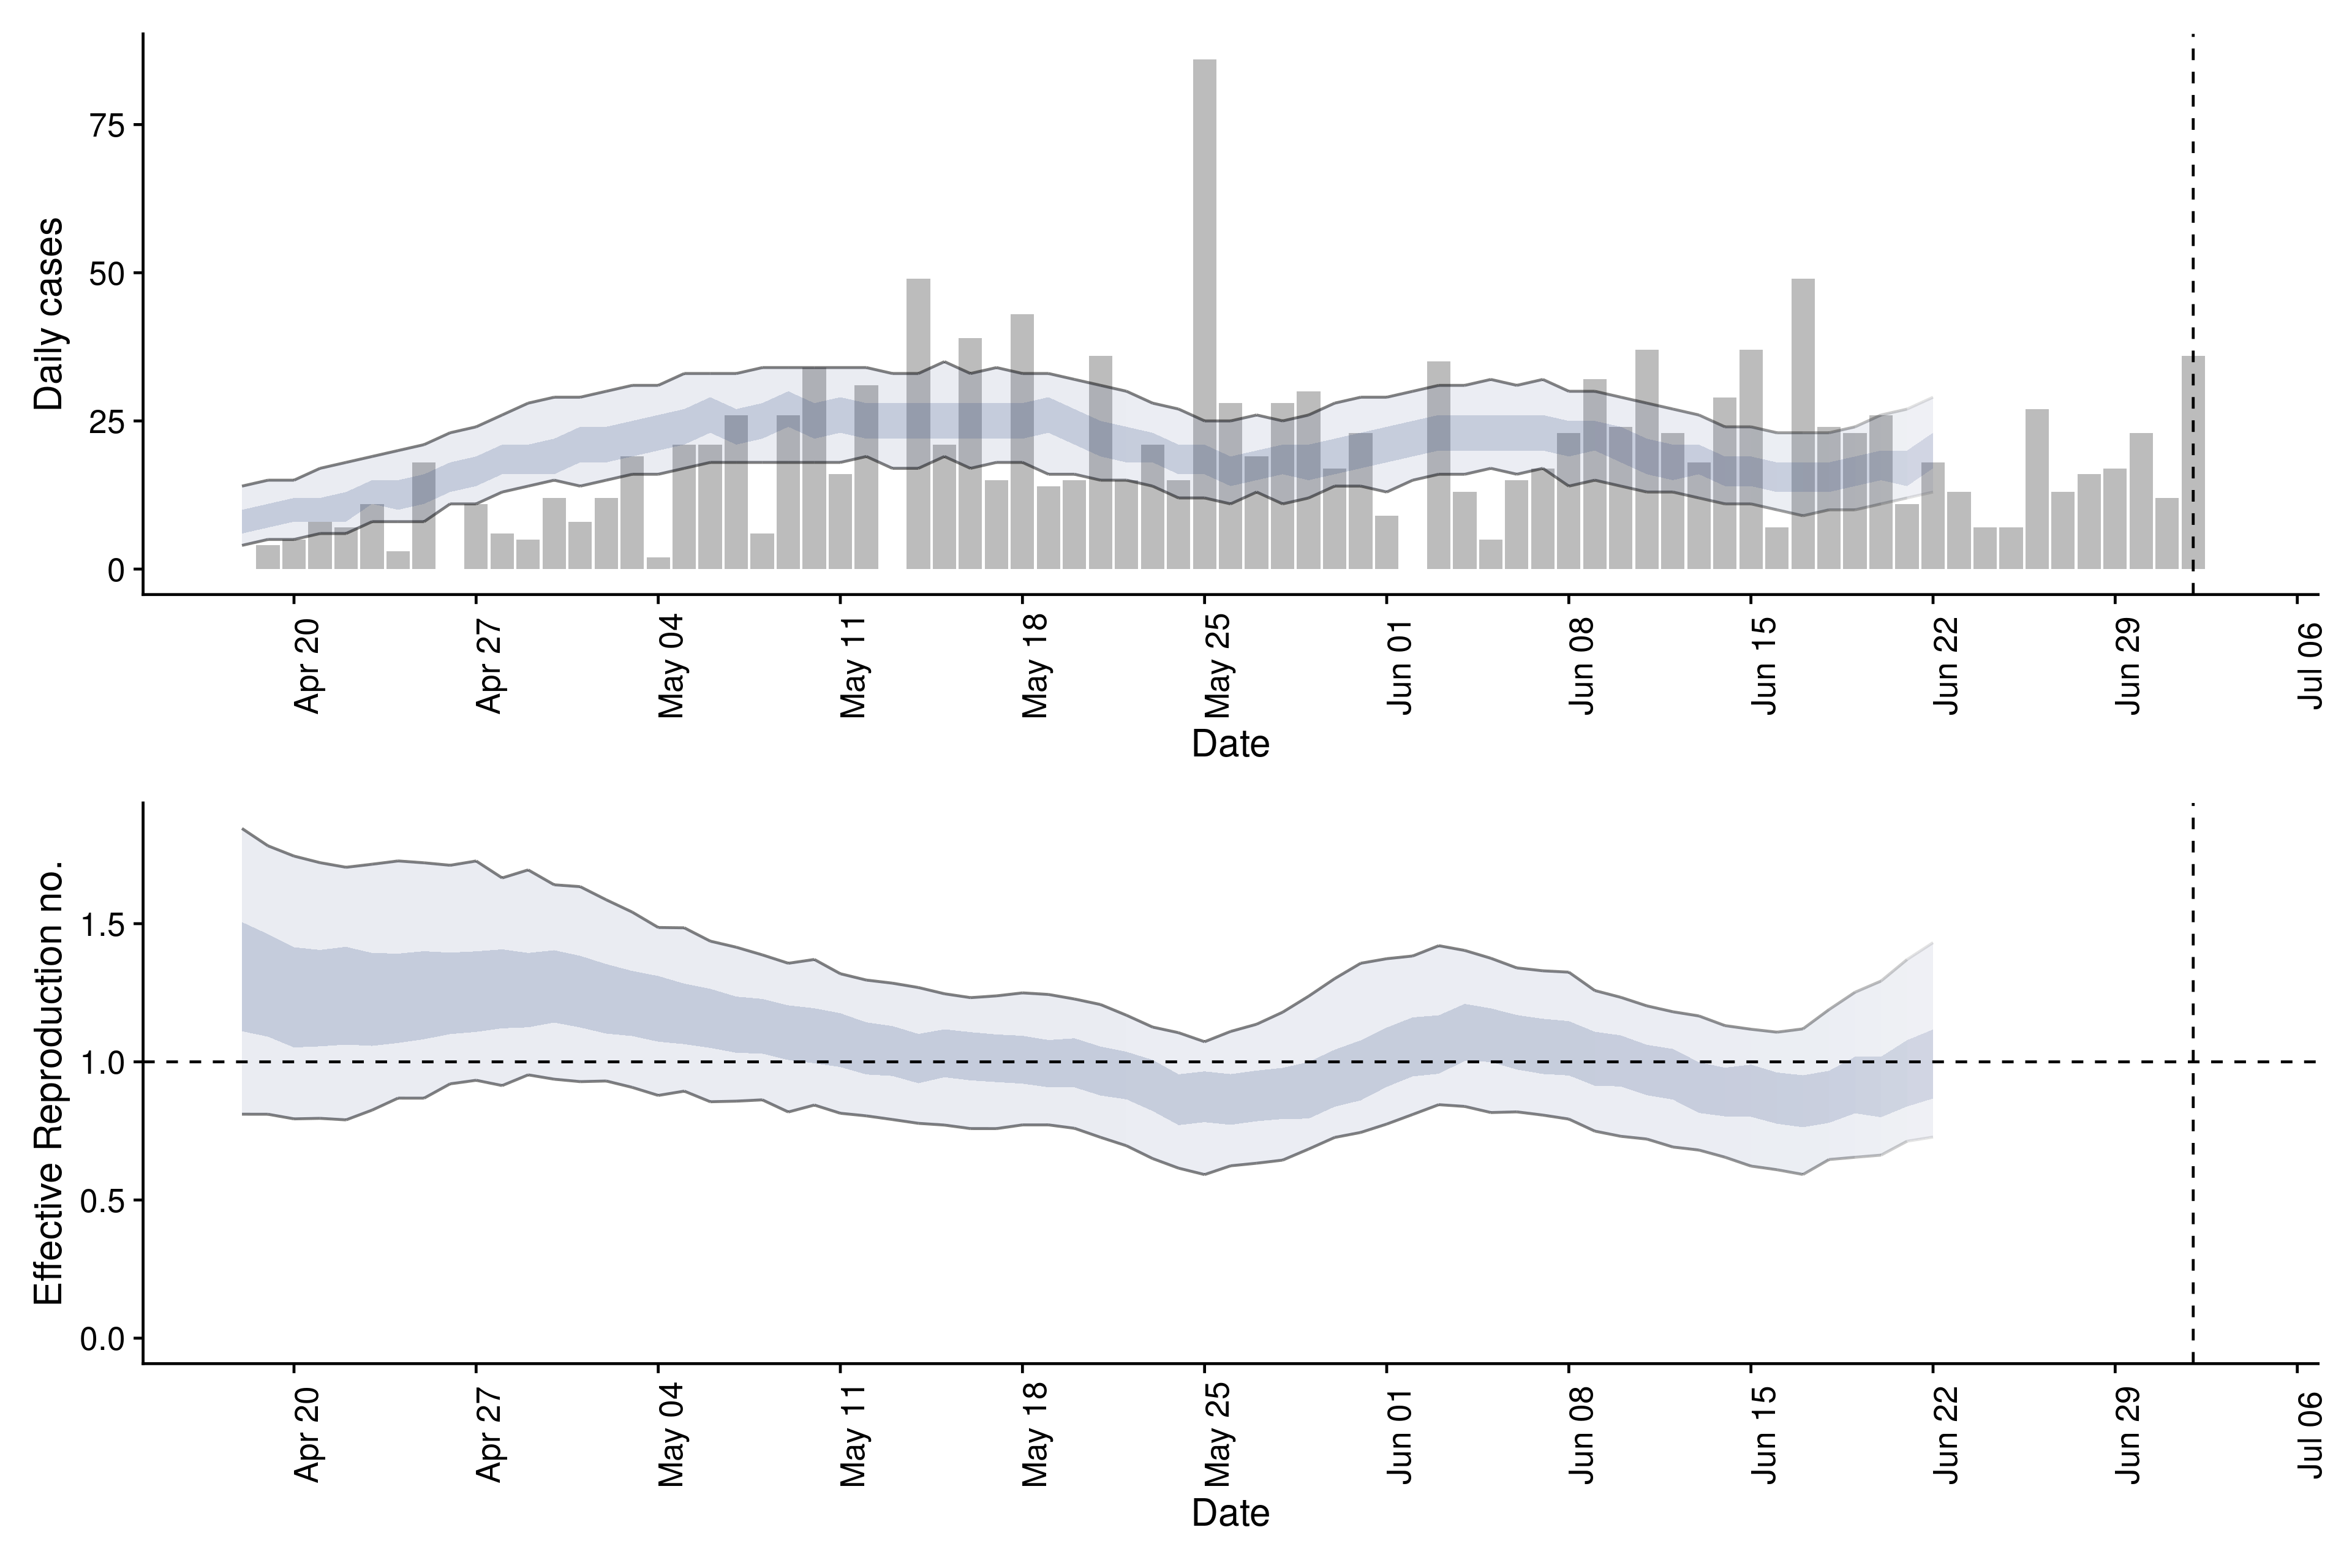 Daily cases
75
50
25
0
Apr 20
Apr 27
May 04
May 11
May 18
May 25
Jun 01
Jun 08
Jun 15
Jun 22
Jun 29
Jul 06
Date
Effective Reproduction no.
1.5
1.0
0.5
0.0
Apr 20
Apr 27
May 04
May 11
May 18
May 25
Jun 01
Jun 08
Jun 15
Jun 22
Jun 29
Jul 06
Date